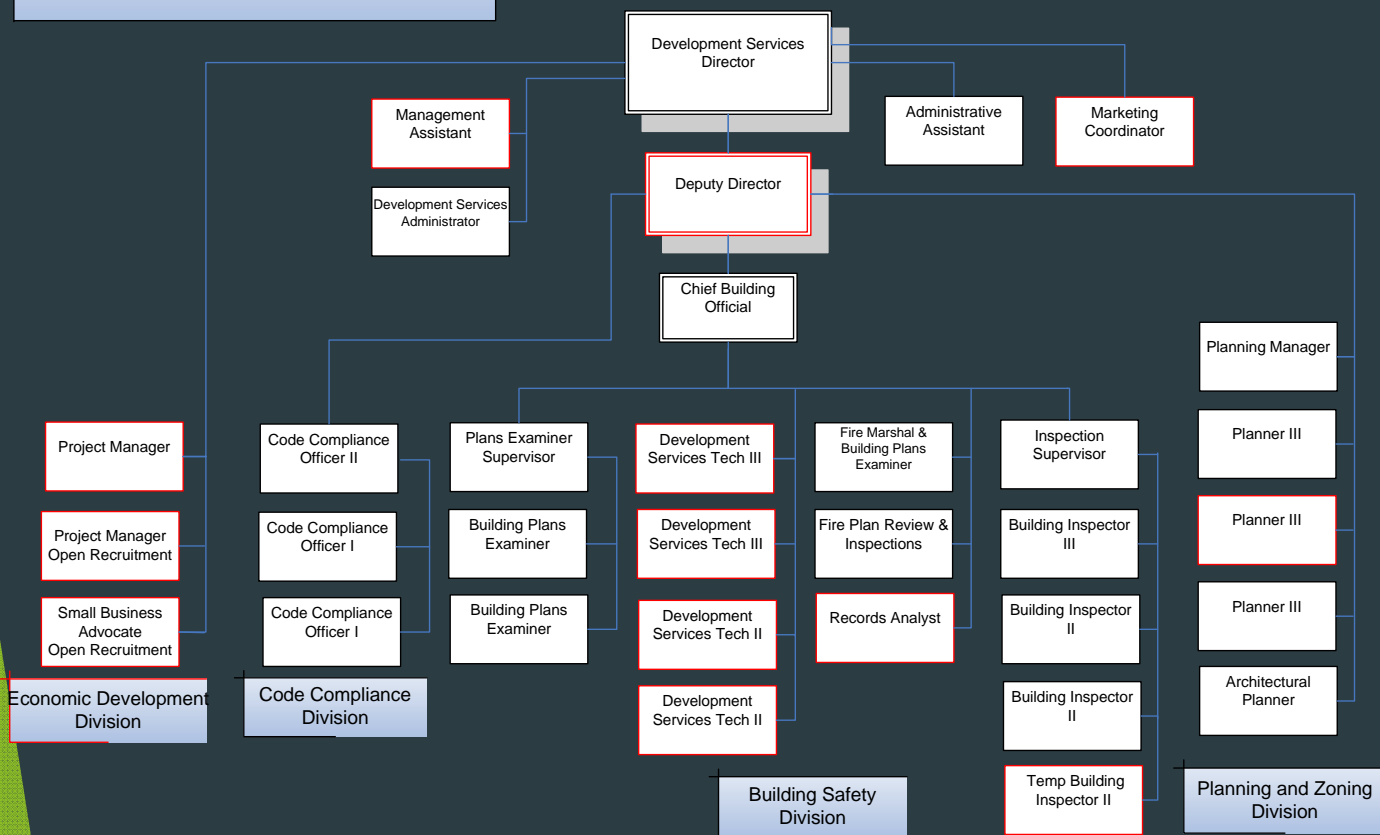 Development Services
Director
Management
Assistant
Administrative
Assistant
Marketing
Coordinator
Development Services
Administrator
Deputy Director
Chief Building
Official
Project Manager
Project Manager
Open Recruitment
Small Business
Advocate
Open Recruitment
Economic Development
Division
Code Compliance
Officer II
Code Compliance
Officer I
Code Compliance
Officer I
Code Compliance
Division
Plans Examiner
Supervisor
Building Plans
Examiner
Building Plans
Examiner
Development
Services Tech III
Development
Services Tech III
Development
Services Tech II
Development
Services Tech II
Fire Marshal &
Building Plans
Examiner
Fire Plan Review &
Inspections
Records Analyst
Inspection
Supervisor
Building Inspector
III
Building Inspector
II
Building Inspector
II
Temp Building
Inspector II
Building Safety
Division
Planning Manager
Planner III
Planner III
Planner III
Architectural
Planner
Planning and Zoning
Division